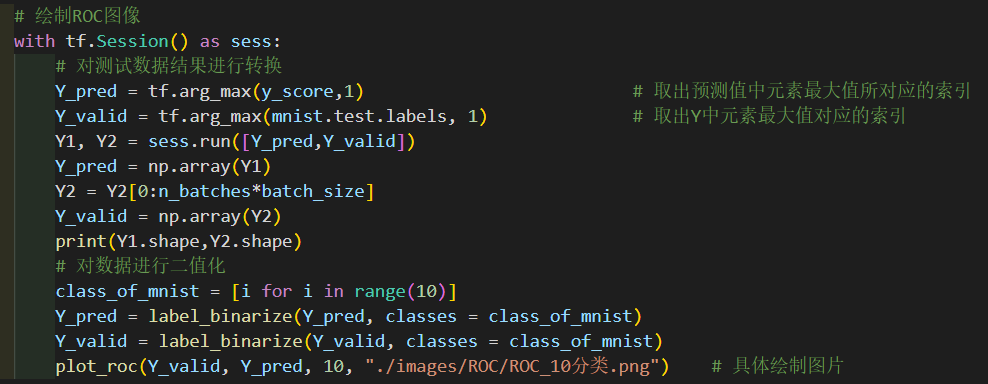 # 绘制ROC图像
with tf.Session() as sess:
    # 对测试数据结果进行转换
    Y_pred = tf.arg_max(y_score,1)                              # 取出预测值中元素最大值所对应的索引
    Y_valid = tf.arg_max(mnist.test.labels, 1)                # 取出Y中元素最大值对应的索引
    Y1, Y2 = sess.run([Y_pred,Y_valid])
    Y_pred = np.array(Y1)
    Y2 = Y2[0:n_batches*batch_size]
    Y_valid = np.array(Y2)
    print(Y1.shape,Y2.shape)
    # 对数据进行二值化
    class_of_mnist = [i for i in range(10)]
    Y_pred = label_binarize(Y_pred, classes = class_of_mnist)
    Y_valid = label_binarize(Y_valid, classes = class_of_mnist)
    plot_roc(Y_valid, Y_pred, 10, "./images/ROC/ROC_10分类.png")    # 具体绘制图片